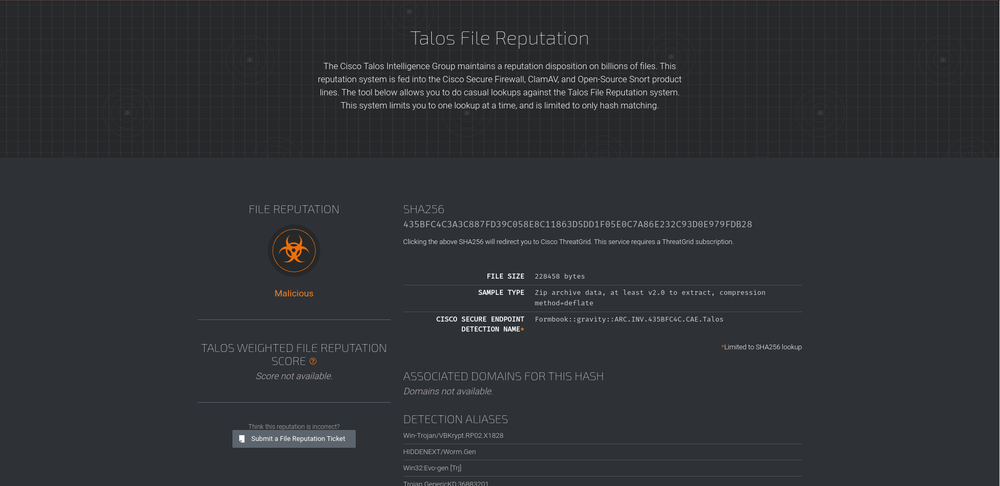 Talos File Reputation
The Cisco Talos Intelligence Group maintains a reputation disposition on billions of files. This
reputation system is fed into the Cisco Secure Firewall, ClamAV, and Open-Source Snort product
lines. The tool below allows you to do casual lookups against the Talos File Reputation system.
This system limits you to one lookup at a time, and is limited to only hash matching.
FILE REPUTATION
Malicious
TALOS WEIGHTED FILE REPUTATION
SCORE ?
Score not available.
Think this reputation is incorrect?
Submit a File Reputation Ticket
SHA256
435BFC4C3A3C887FD39C058E8C11863D5DD1F05E0C7A86E232C93D0E979FDB28
Clicking the above SHA256 will redirect you to Cisco ThreatGrid. This service requires a ThreatGrid subscription.
FILE SIZE 228458 bytes
SAMPLE TYPE Zip archive data, at least v2.0 to extract, compression
method=deflate
CISCO SECURE ENDPOINT Formbook::gravity::ARC.INV.435BFC4C.CAE.Talos
DETECTION NAME*
*Limited to SHA256 lookup
ASSOCIATED DOMAINS FOR THIS HASH
Domains not available.
DETECTION ALIASES
Win-Trojan/VBKrypt.RP02.X1828
HIDDENEXT/Worm.Gen
Win32:Evo-gen [Trj]
Trojan.GenericKD.36883201